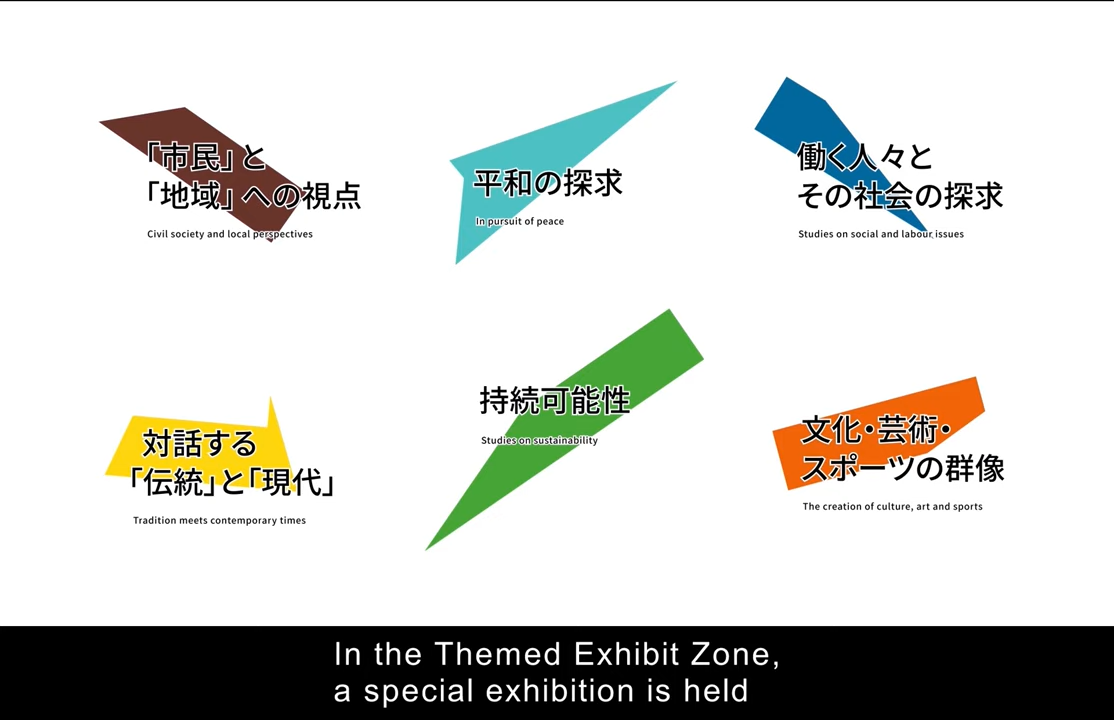 「市民」と
「地域」への視点
Civil society and local perspectives
平和の探求
In pursuit of peace
働く人々と
その社会の探求
Studies on social and labour issues
対話する
「伝統」と「現代」
Tradition meets contemporary times
持続可能性
Studies on sustainability
文化・芸術・
スポーツの群像
The creation of culture, art and sports
In the Themed Exhibit Zone,
a special exhibition is held